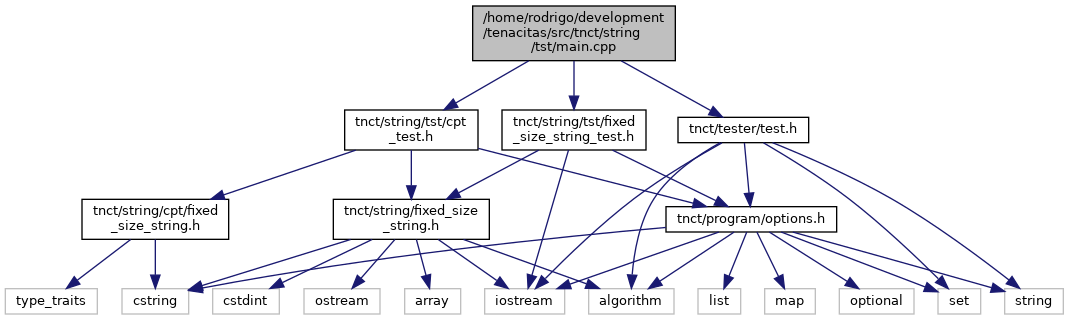 /home/rodrigo/development
/tenacitas/src/tnct/string
/tst/main.cpp
tnct/string/tst/cpt
_test.h
tnct/string/tst/fixed
_size_string_test.h
tnct/tester/test.h
tnct/string/cpt/fixed
_size_string.h
tnct/string/fixed_size
_string.h
tnct/program/options.h
type_traits
cstring
cstdint
ostream
array
iostream
algorithm
list
map
optional
set
string